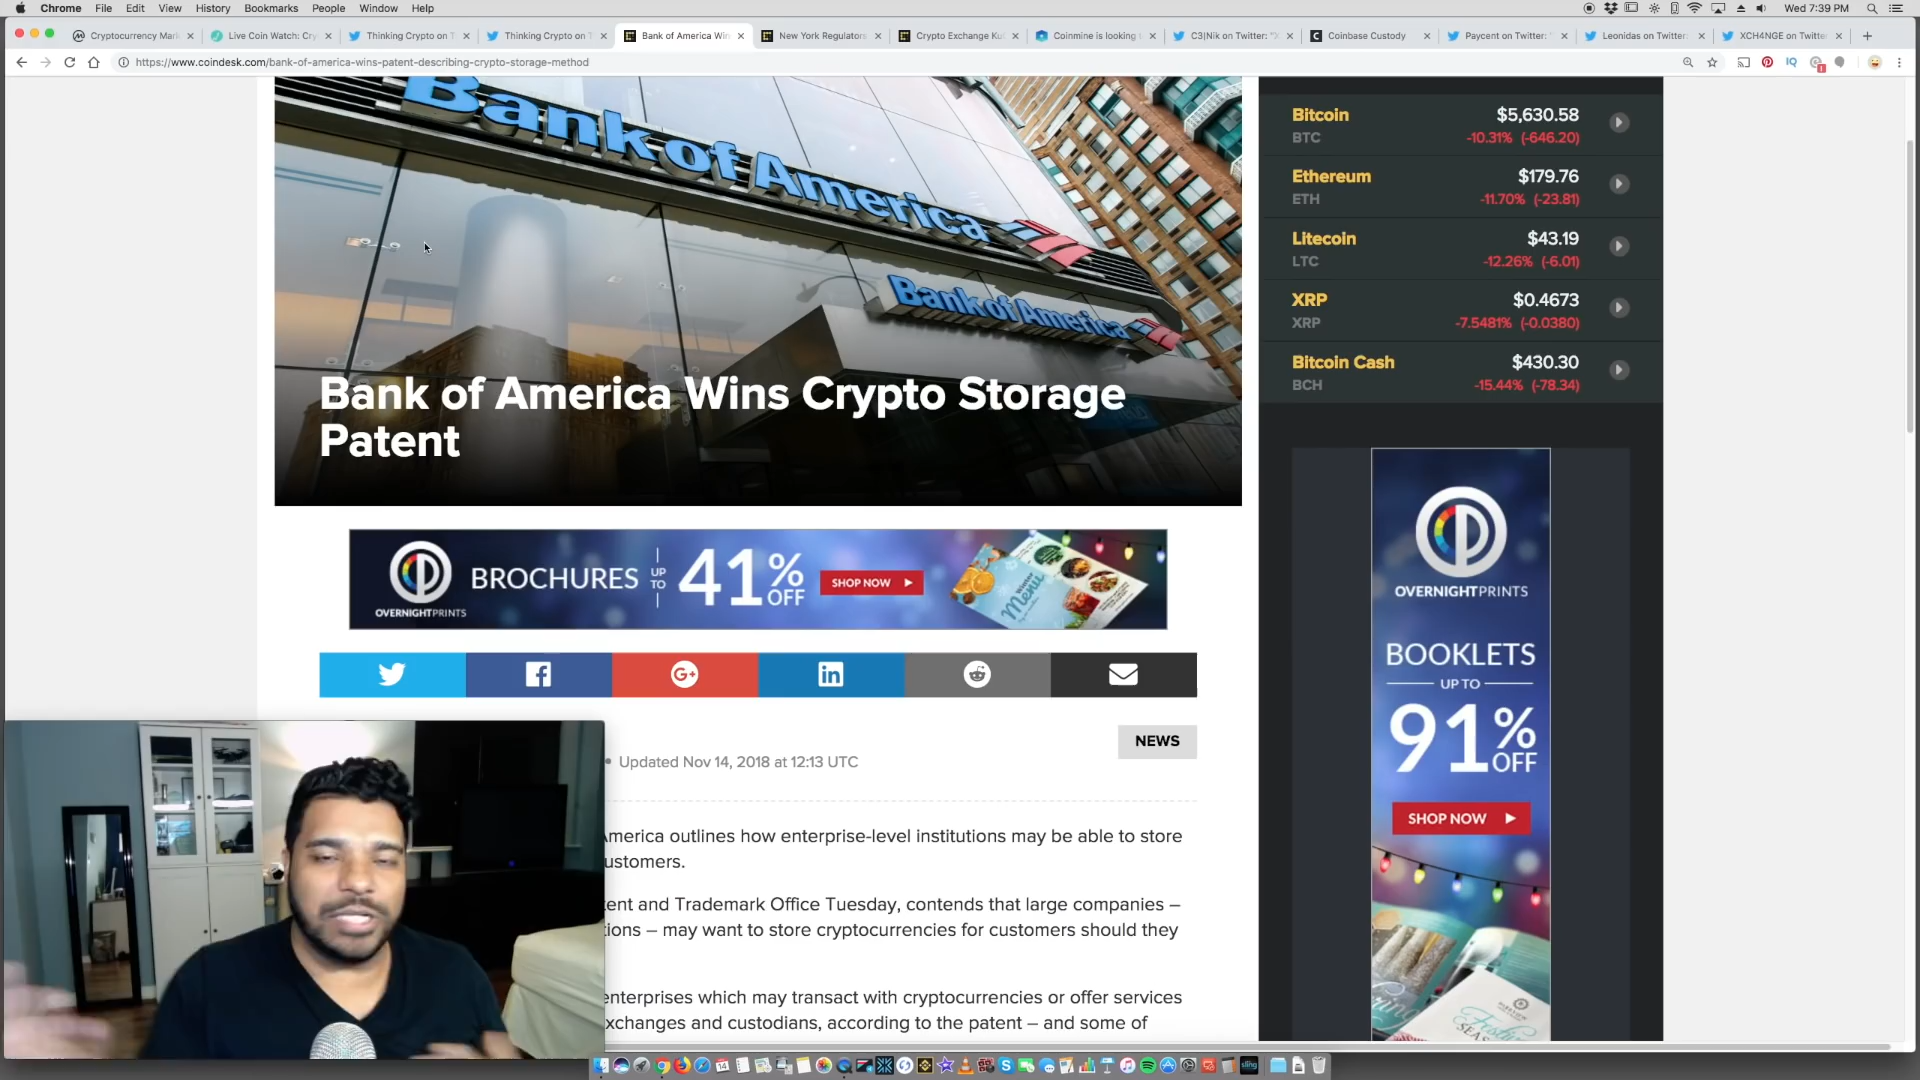 Chrome File Edit View History Bookmarks People Window Help
Wed 7:39 PM
Cryptocurrency Mark
Live Coin Watch: Cry
Thinking Crypto on T
Thinking Crypto on T
Bank of America Win
New York Regulators
Crypto Exchange Ku
Coinmine is looking t
C3|Nik on Twitter: "X
Coinbase Custody
Paycent on Twitter: "
Leonidas on Twitter:
XCH4NGE on Twitte
https://www.coindesk.com/bank-of-america-wins-patent-describing-crypto-storage-method
IQ
Bank of America
Bank of America
Bank of America Wins Crypto Storage
Patent
Bitcoin $5,630.58
BTC -10.31% (-646.20)
Ethereum $179.76
ETH -11.70% (-23.81)
Litecoin $43.19
LTC -12.26% (-6.01)
XRP $0.4673
XRP -7.5481% (-0.0380)
Bitcoin Cash $430.30
BCH -15.44% (-78.34)
OVERNIGHTPRINTS
BROCHURES UP TO 41% OFF
SHOP NOW
Winter Menu
OVERNIGHTPRINTS
BOOKLETS
UP TO
91% OFF
SHOP NOW
NEWS
• Updated Nov 14, 2018 at 12:13 UTC
America outlines how enterprise-level institutions may be able to store
ustomers.
ent and Trademark Office Tuesday, contends that large companies –
ions – may want to store cryptocurrencies for customers should they
enterprises which may transact with cryptocurrencies or offer services
xchanges and custodians, according to the patent – and some of
sling